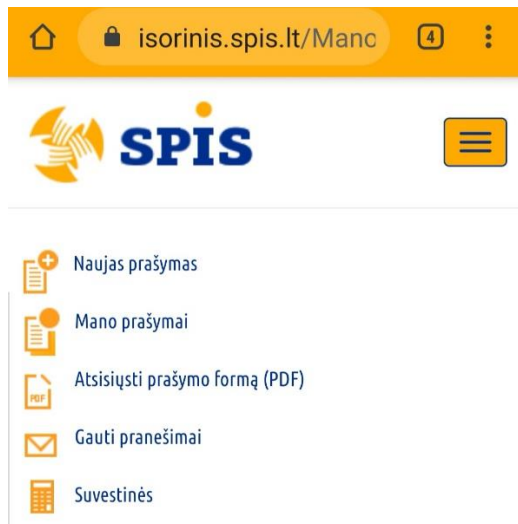 isorinis.spis.lt/Mano 4
SPIS
Naujas prašymas
Mano prašymai
Atsisiųsti prašymo formą (PDF)
PDF
Gauti pranešimai
Suvestinės